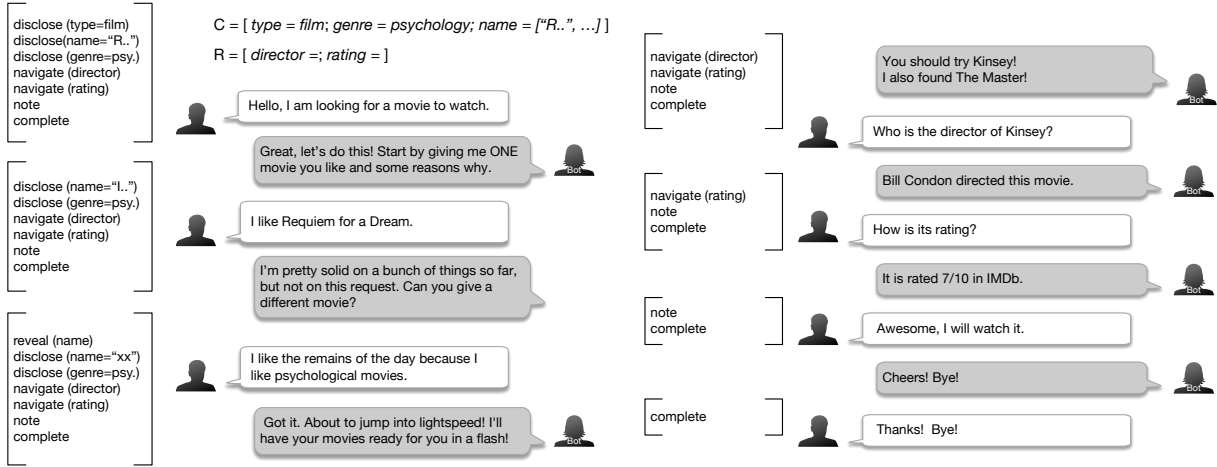 C = [ type = film; genre = psychology; name = [“R..”, …] ]
R = [ director =; rating = ]
disclose (type=film)
disclose(name=“R..”)
disclose (genre=psy.)
navigate (director)
navigate (rating)
note
complete
Hello, I am looking for a movie to watch.
Great, let’s do this! Start by giving me ONE
movie you like and some reasons why.
Bot
disclose (name=“I..”)
disclose (genre=psy.)
navigate (director)
navigate (rating)
note
complete
I like Requiem for a Dream.
I’m pretty solid on a bunch of things so far,
but not on this request. Can you give a
different movie?
reveal (name)
disclose (name=“xx”)
disclose (genre=psy.)
navigate (director)
navigate (rating)
note
complete
I like the remains of the day because I
like psychological movies.
Got it. About to jump into lightspeed! I'll
have your movies ready for you in a flash!
Bot
You should try Kinsey!
I also found The Master!
Bot
navigate (director)
navigate (rating)
note
complete
Who is the director of Kinsey?
Bill Condon directed this movie.
Bot
navigate (rating)
note
complete
How is its rating?
It is rated 7/10 in IMDb.
Bot
note
complete
Awesome, I will watch it.
Cheers! Bye!
Bot
complete
Thanks!  Bye!